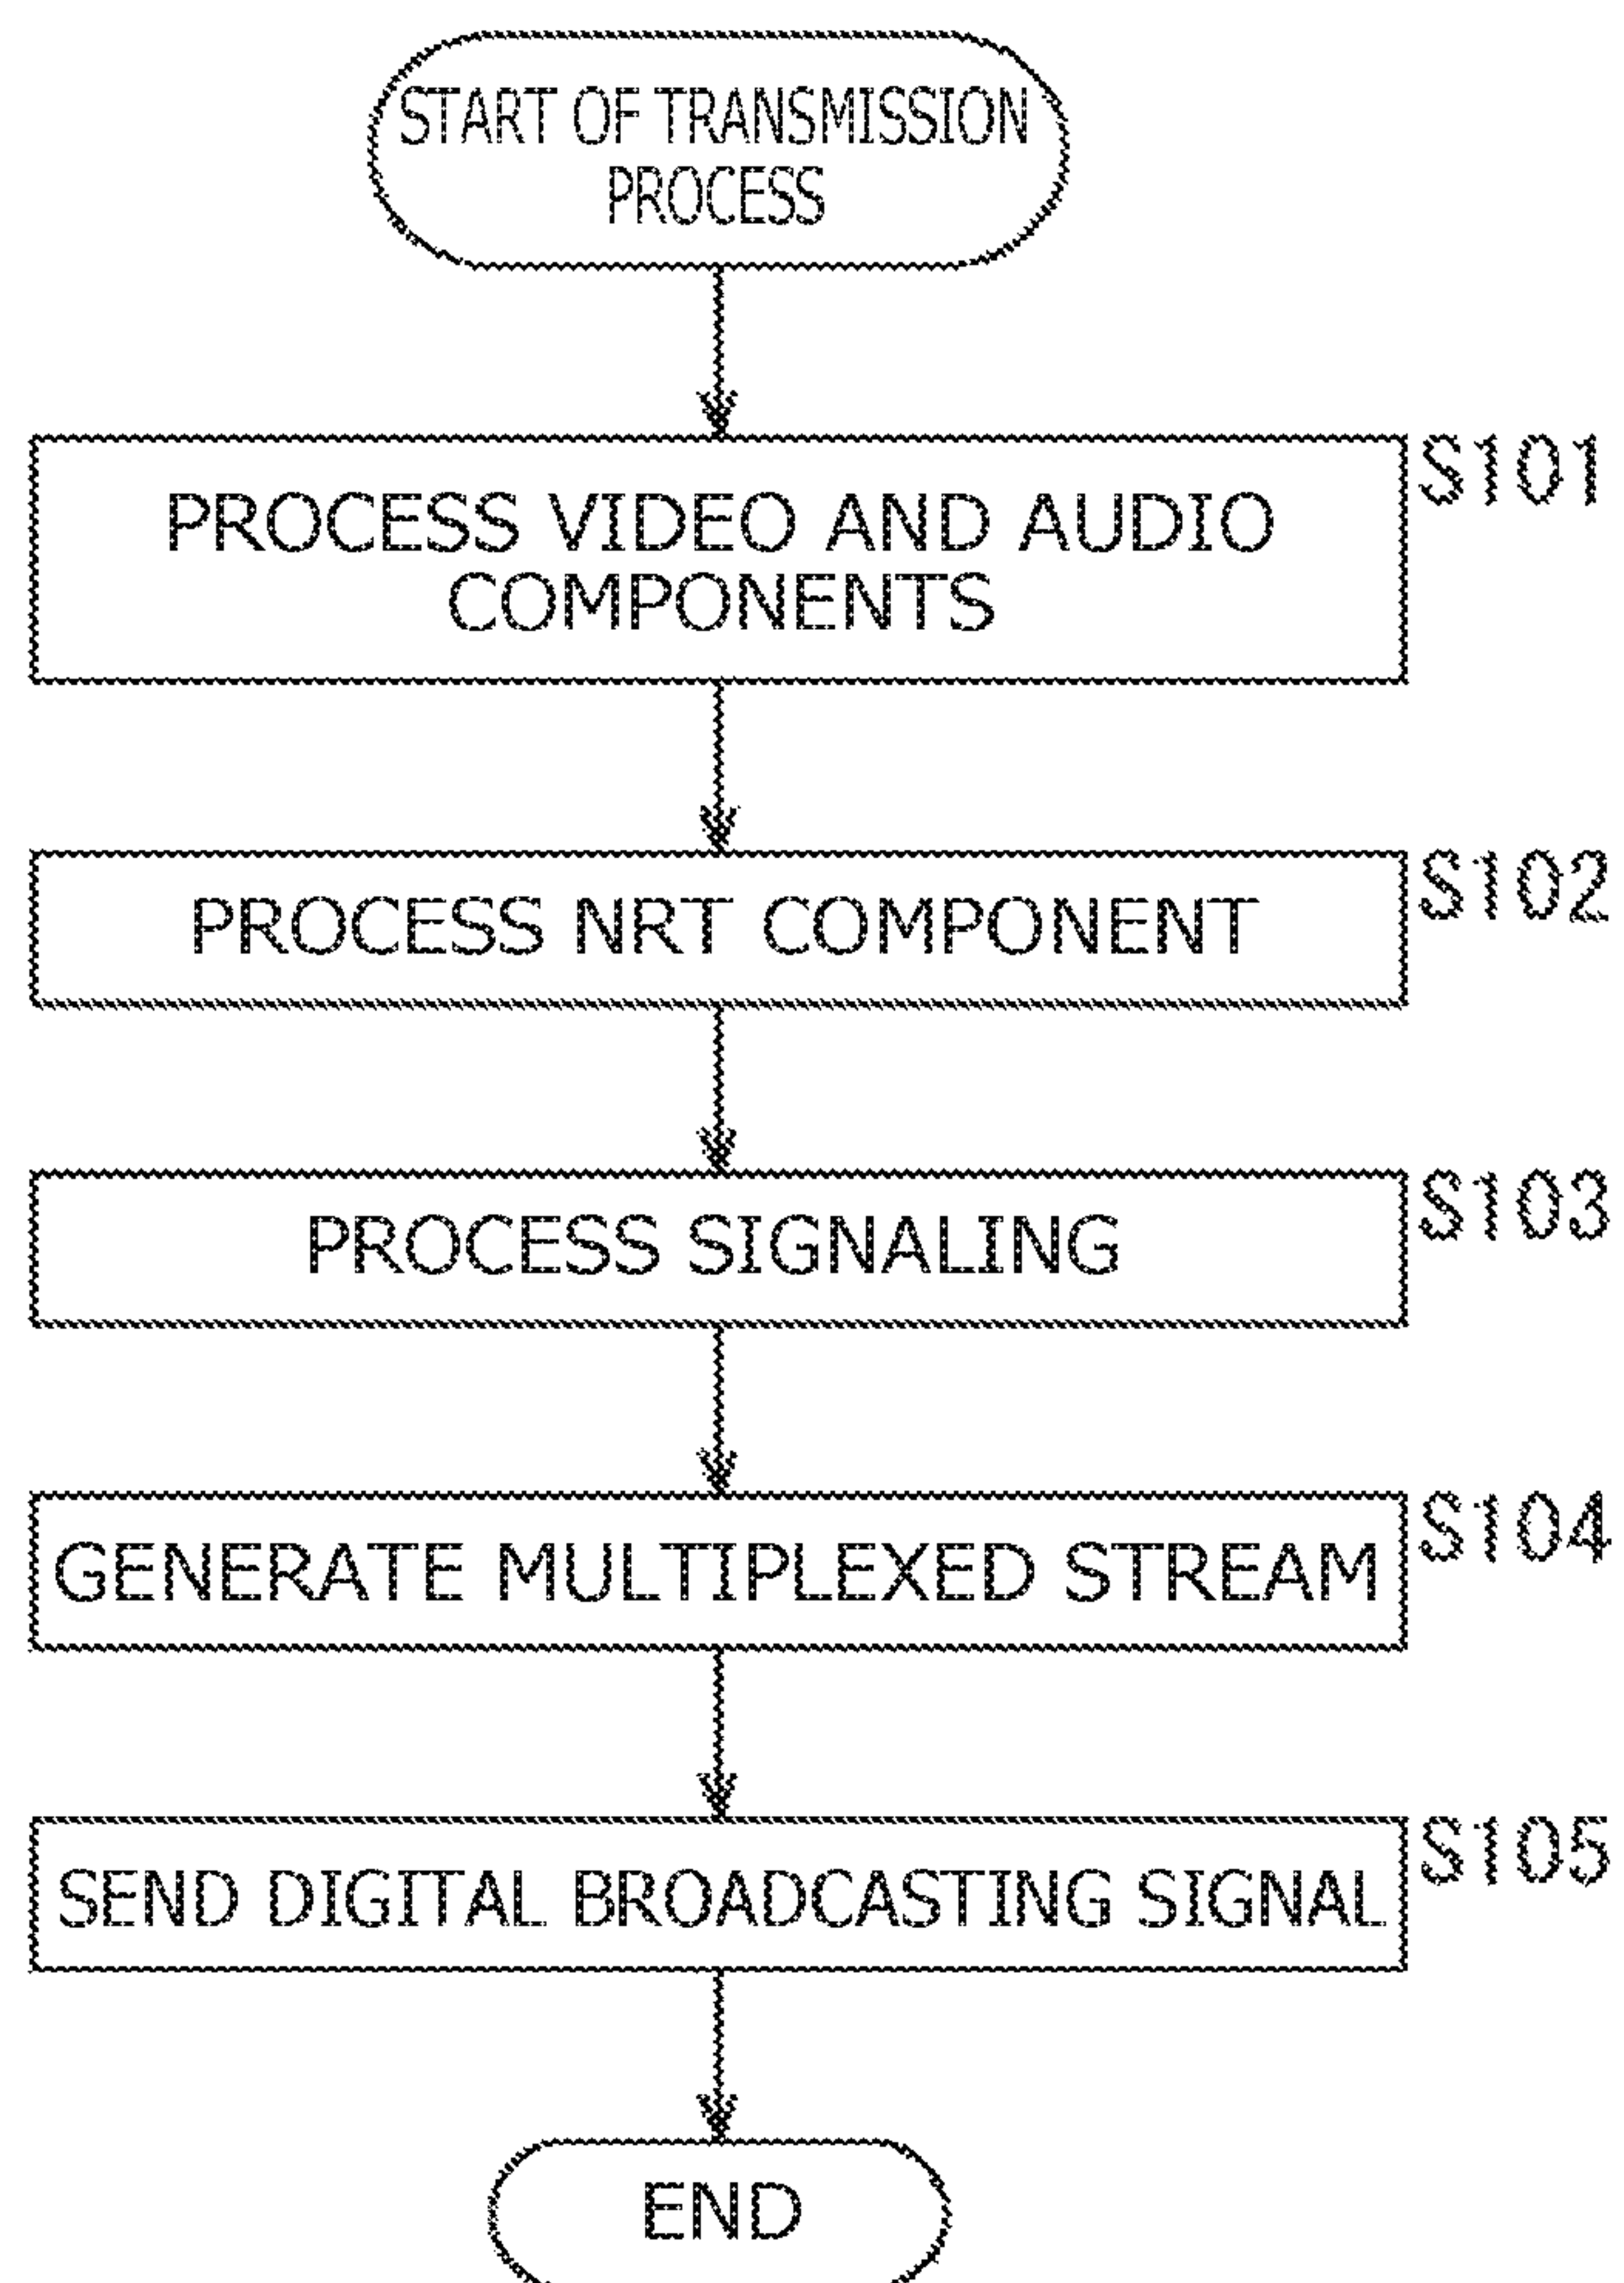 START OF TRANSMISSION
PROCESS
S101
PROCESS VIDEO AND AUDIO
COMPONENTS
S102
PROCESS NRT COMPONENT
S103
PROCESS SIGNALING
S104
GENERATE MULTIPLEXED STREAM
S105
SEND DIGITAL BROADCASTING SIGNAL
END